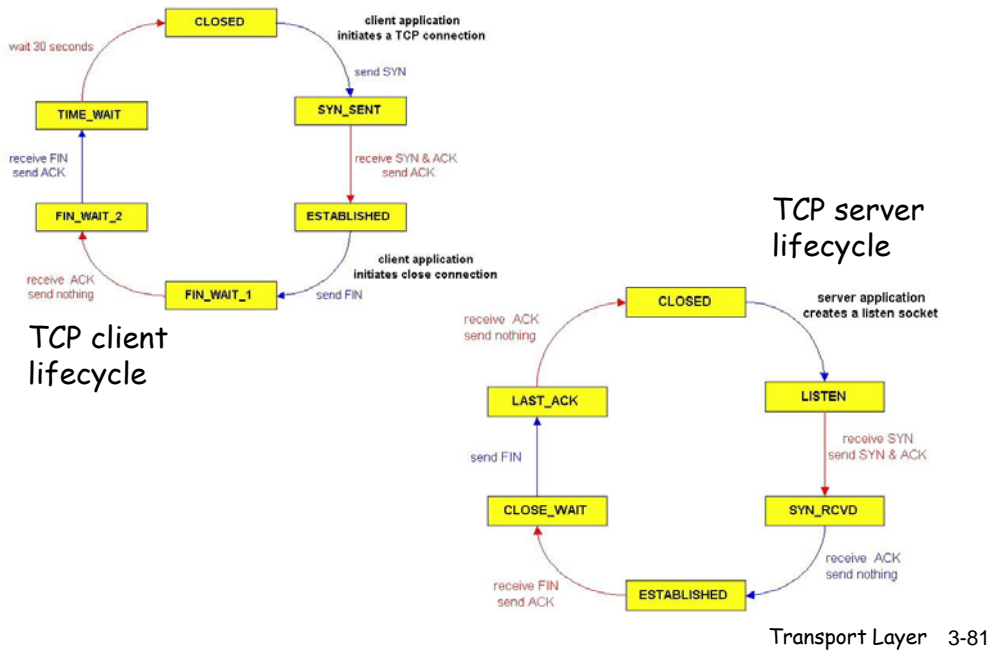 CLOSED
client application
initiates a TCP connection
wait 30 seconds
send SYN
TIME_WAIT
SYN_SENT
receive FIN
send ACK
receive SYN & ACK
send ACK
FIN_WAIT_2
ESTABLISHED
client application
initiates close connection
receive ACK
send nothing
FIN_WAIT_1
send FIN
TCP client
lifecycle
TCP server
lifecycle
CLOSED
server application
creates a listen socket
receive ACK
send nothing
LAST_ACK
LISTEN
receive SYN
send SYN & ACK
send FIN
CLOSE_WAIT
SYN_RCVD
receive ACK
send nothing
receive FIN
send ACK
ESTABLISHED
Transport Layer 3-81